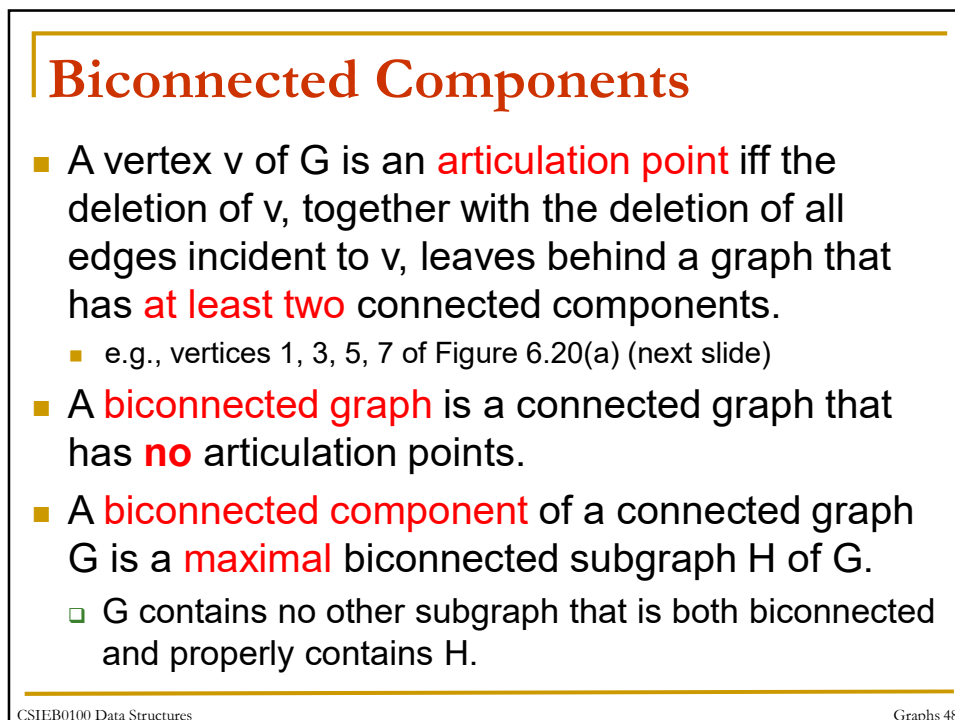 Biconnected Components
A vertex v of G is an articulation point iff the
deletion of v, together with the deletion of all
edges incident to v, leaves behind a graph that
has at least two connected components.
e.g., vertices 1, 3, 5, 7 of Figure 6.20(a) (next slide)
A biconnected graph is a connected graph that
has no articulation points.
A biconnected component of a connected graph
G is a maximal biconnected subgraph H of G.
G contains no other subgraph that is both biconnected
and properly contains H.
CSIEB0100 Data Structures
Graphs 48